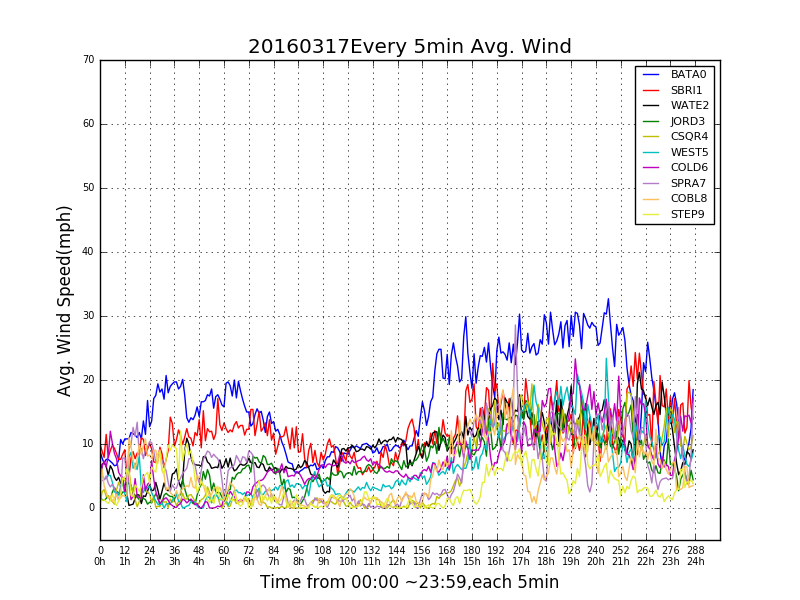 20160317Every 5min Avg. Wind
70
60
50
40
30
20
10
0
Avg. Wind Speed(mph)
BATA0
SBRI1
WATE2
JORD3
CSQR4
WEST5
COLD6
SPRA7
COBL8
STEP9
0 12 24 36 48 60 72 84 96 108 120 132 144 156 168 180 192 204 216 228 240 252 264 276 288
0h 1h 2h 3h 4h 5h 6h 7h 8h 9h 10h 11h 12h 13h 14h 15h 16h 17h 18h 19h 20h 21h 22h 23h 24h
Time from 00:00 ~23:59,each 5min